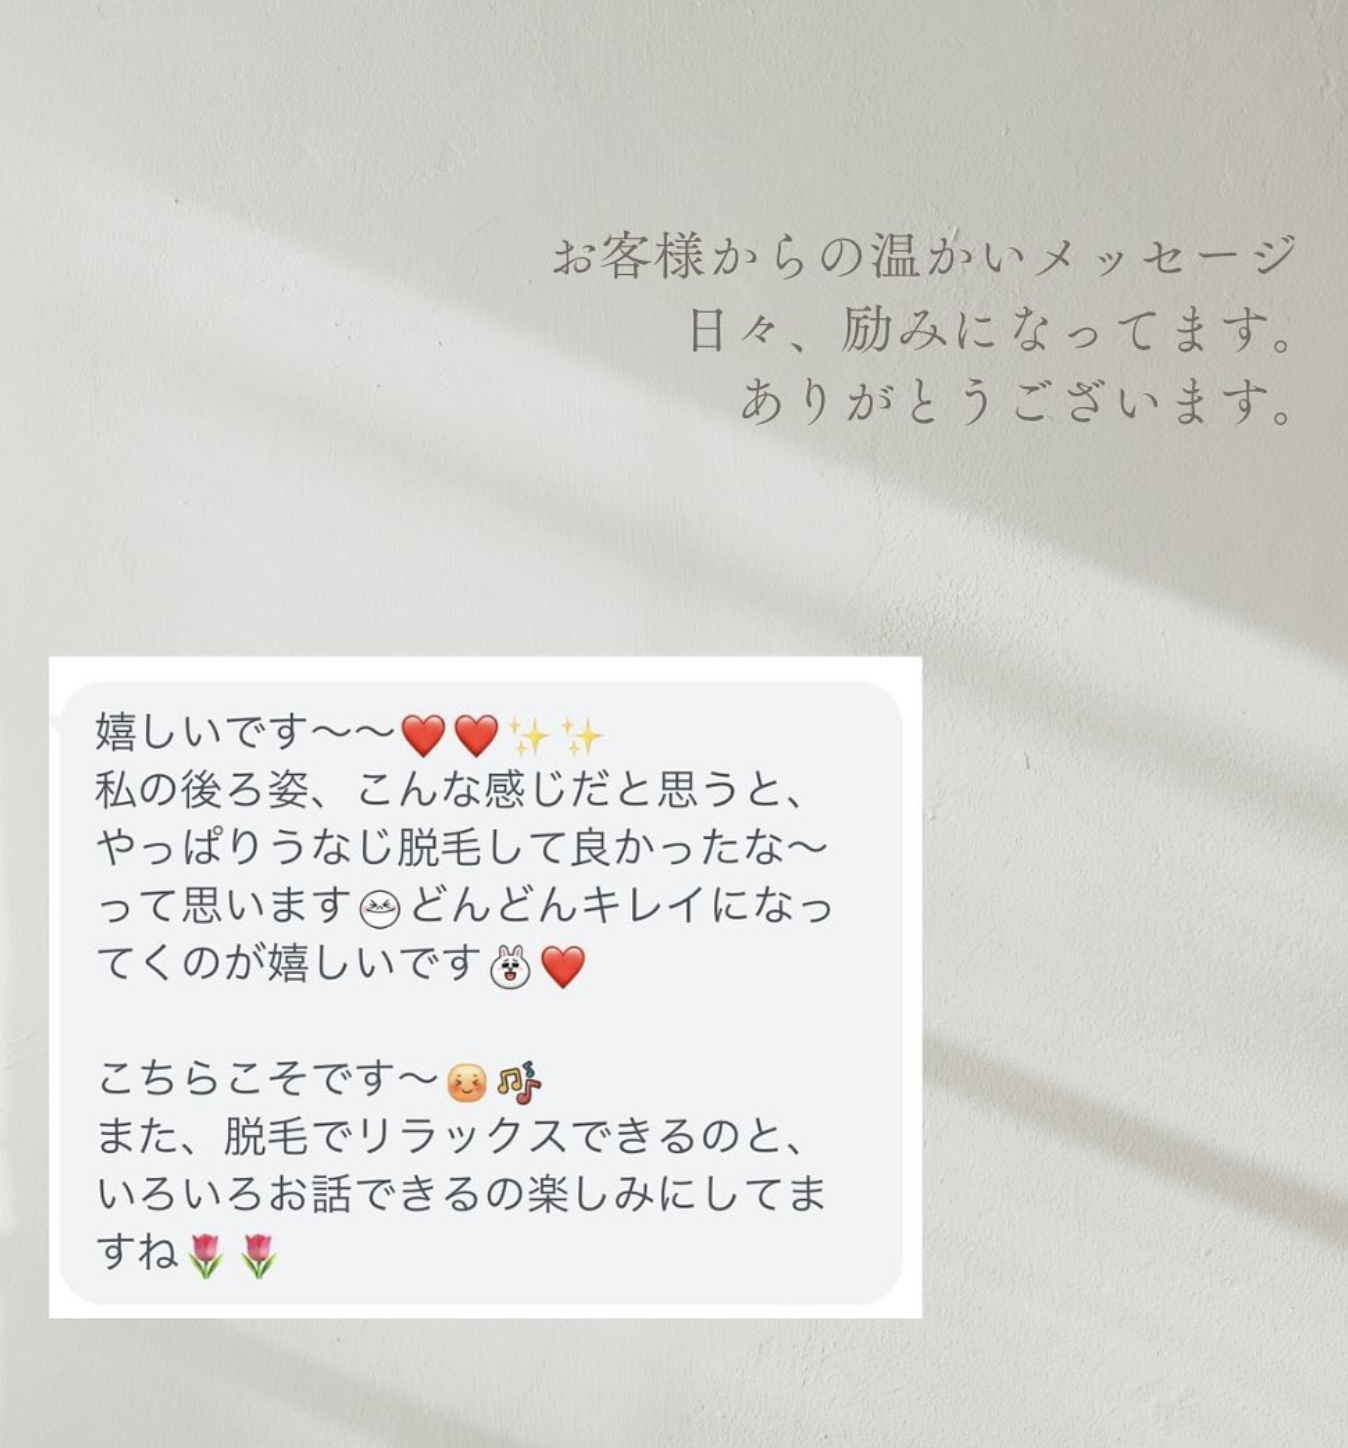 お客様からの温かいメッセージ
日々、励みになってます。
ありがとうございます。
嬉しいです〜〜❤️❤️✨✨
私の後ろ姿、こんな感じだと思うと、
やっぱりうなじ脱毛して良かったな〜
って思いますどんどんキレイになっ
てくのが嬉しいです❤️
こちらこそです〜🎶
また、脱毛でリラックスできるのと、
いろいろお話できるの楽しみにしてま
すね🌷🌷